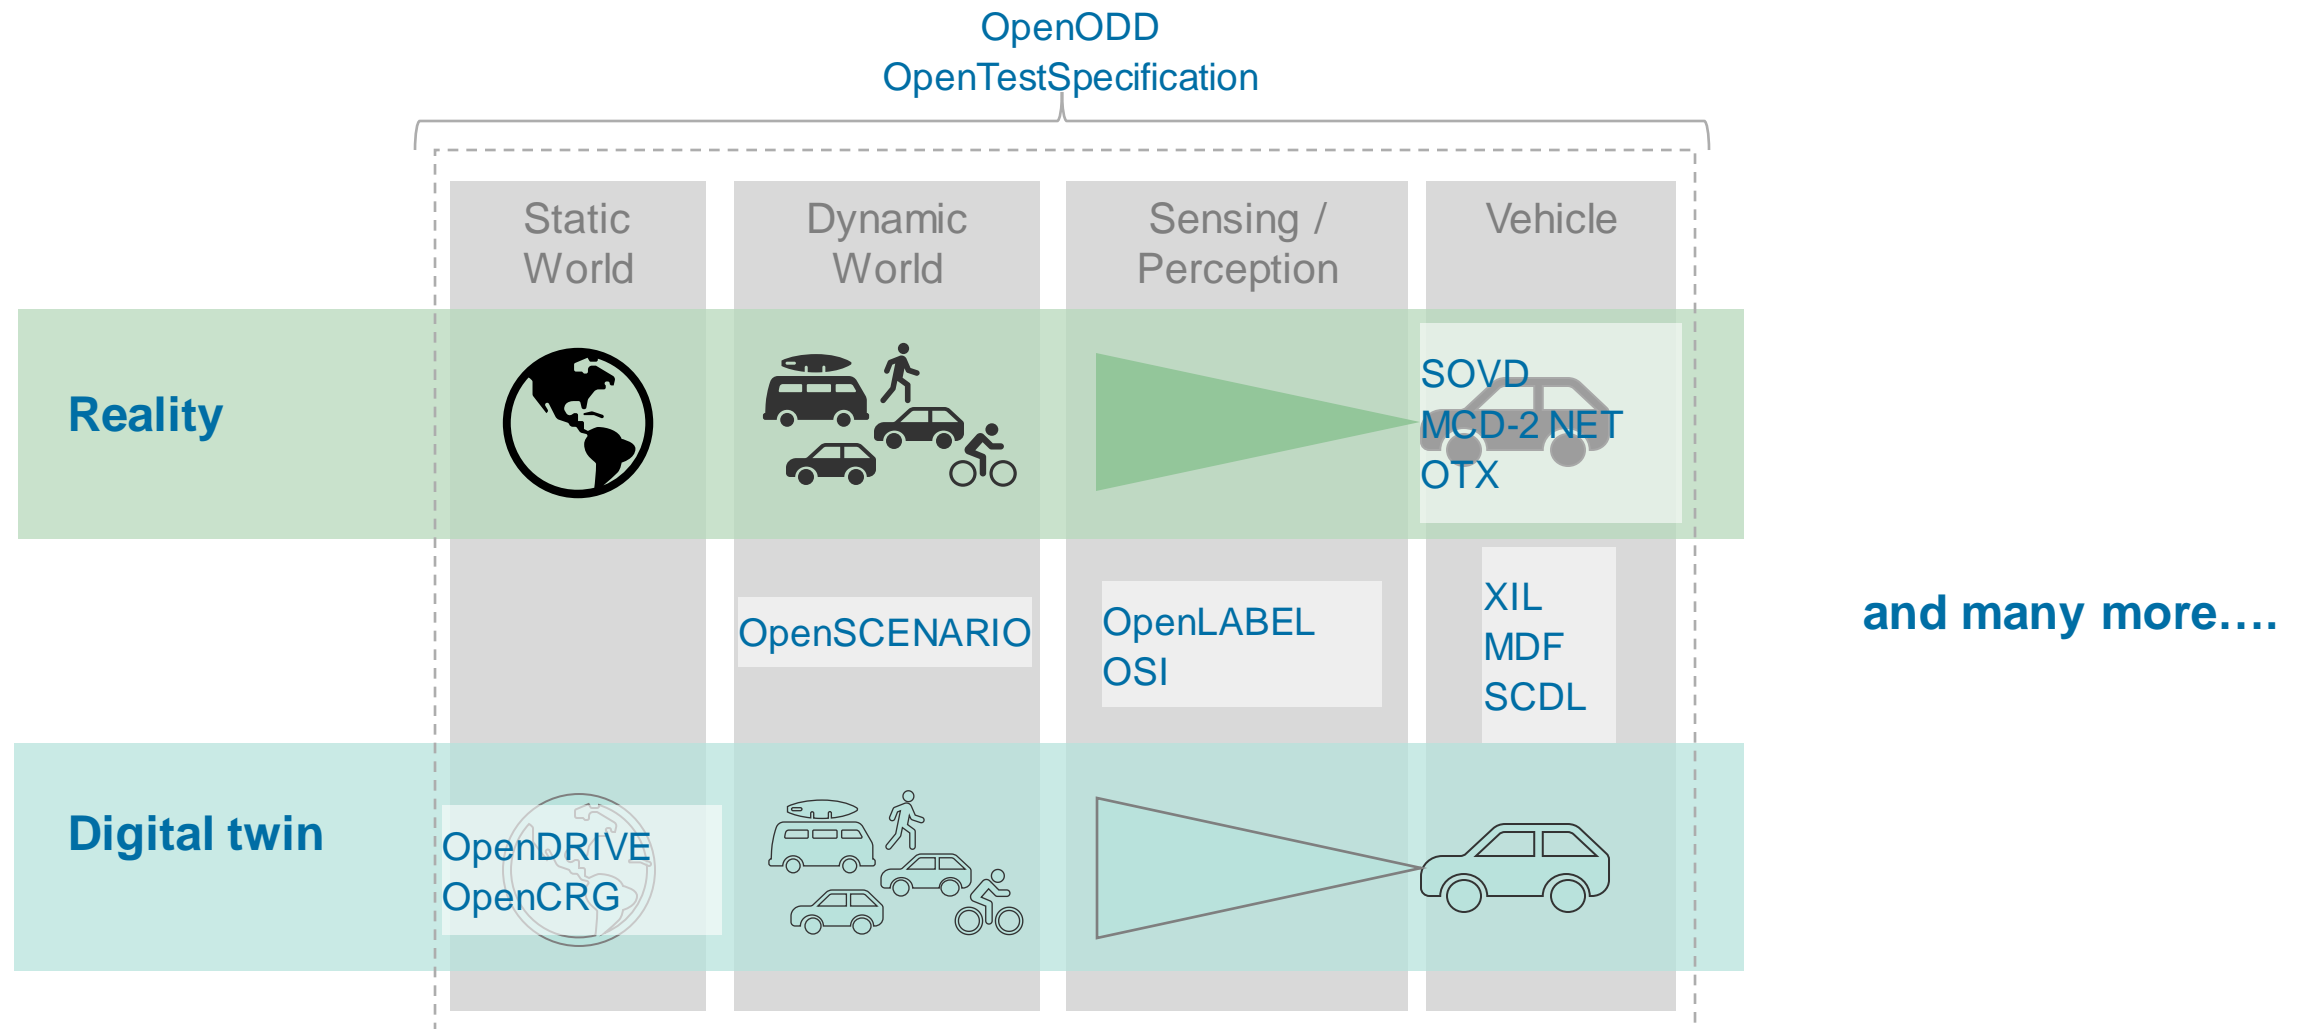 OpenODD
OpenTestSpecification
Static
World
Dynamic
World
Sensing /
Perception
Vehicle
Reality
SOVD
MCD-2 NET
OTX
OpenSCENARIO
OpenLABEL
OSI
XIL
MDF
SCDL
and many more....
Digital twin
OpenDRIVE
OpenCRG